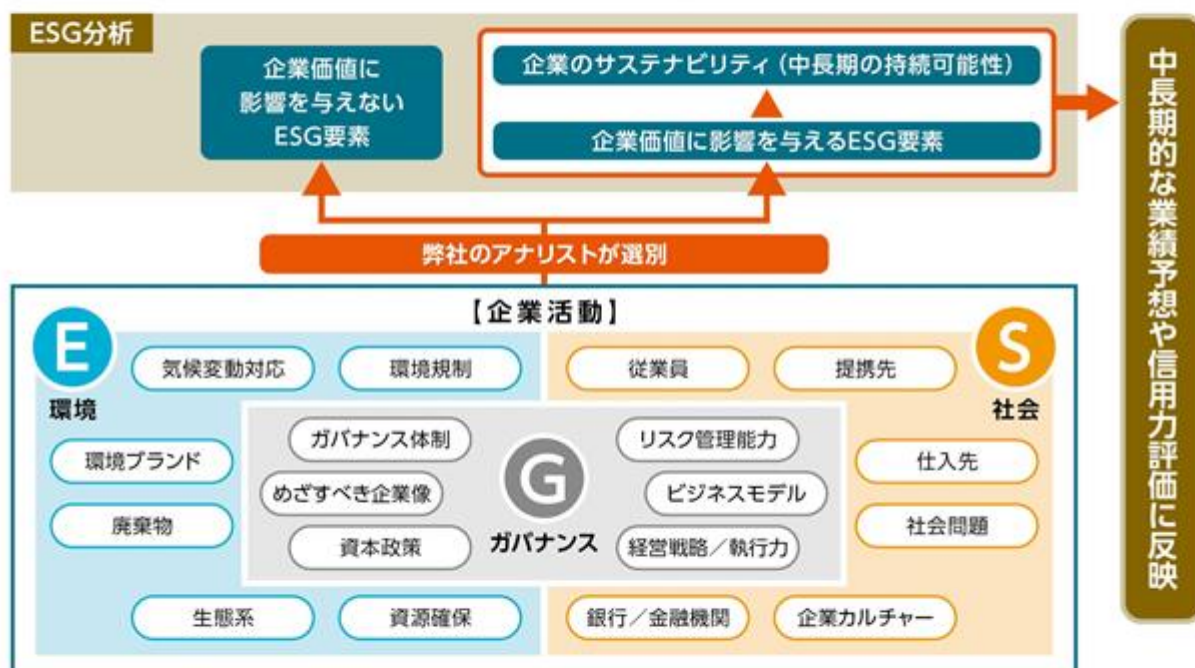 ESG分析
企業価値に
影響を与えない
ESG要素
企業のサステナビリティ（中長期の持続可能性）
企業価値に影響を与えるESG要素
中長期的な業績予想や信用力評価に反映
弊社のアナリストが選別
【企業活動】
E
環境
気候変動対応
環境規制
環境ブランド
廃棄物
生態系
資源確保
G
ガバナンス
ガバナンス体制
めざすべき企業像
資本政策
リスク管理能力
ビジネスモデル
経営戦略／執行力
S
社会
従業員
提携先
仕入先
社会問題
銀行／金融機関
企業カルチャー